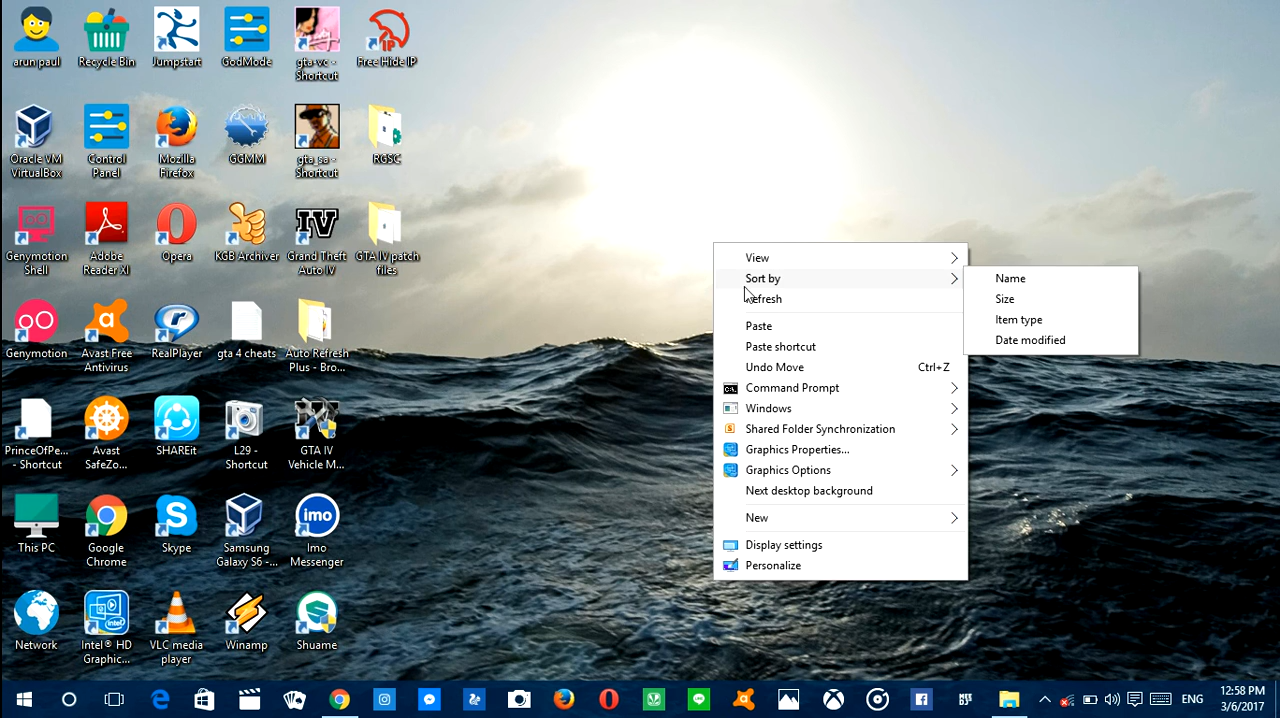 arun paul
Recycle Bin
Jumpstart
GodMode
gta-vc -
Shortcut
Free Hide IP
Oracle VM
VirtualBox
Control
Panel
Mozilla
Firefox
GGMM
gta_sa -
Shortcut
RGSC
Genymotion
Shell
Adobe
Reader XI
Opera
KGB Archiver
IV
Grand Theft
Auto IV
GTA IV patch
files
Genymotion
Avast Free
Antivirus
RealPlayer
gta 4 cheats
Auto Refresh
Plus - Bro...
PrinceOfPe...
- Shortcut
Avast
SafeZo...
SHAREit
L29 -
Shortcut
GTA IV
Vehicle M...
This PC
Google
Chrome
Skype
Samsung
Galaxy S6 -...
imo
Imo
Messenger
Network
intel
Intel® HD
Graphic...
VLC media
player
Winamp
Shuame
View
Sort by
Refresh
Paste
Paste shortcut
Undo Move Ctrl+Z
Command Prompt
Windows
Shared Folder Synchronization
Graphics Properties...
Graphics Options
Next desktop background
New
Display settings
Personalize
Name
Size
Item type
Date modified
ENG
12:58 PM
3/6/2017